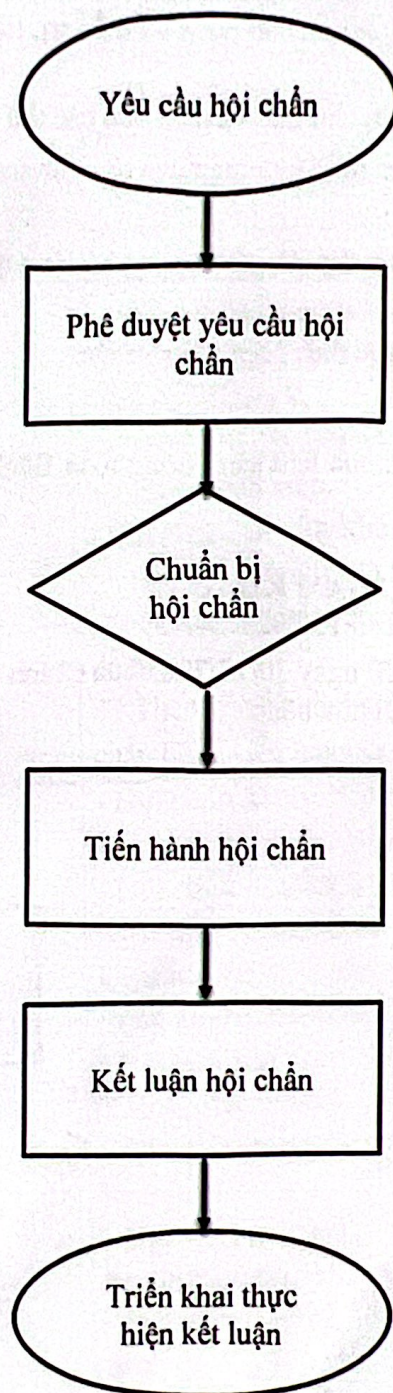 Yêu cầu hội chẩn
Phê duyệt yêu cầu hội
chẩn
Chuẩn bị
hội chẩn
Tiến hành hội chẩn
Kết luận hội chẩn
Triển khai thực
hiện kết luận